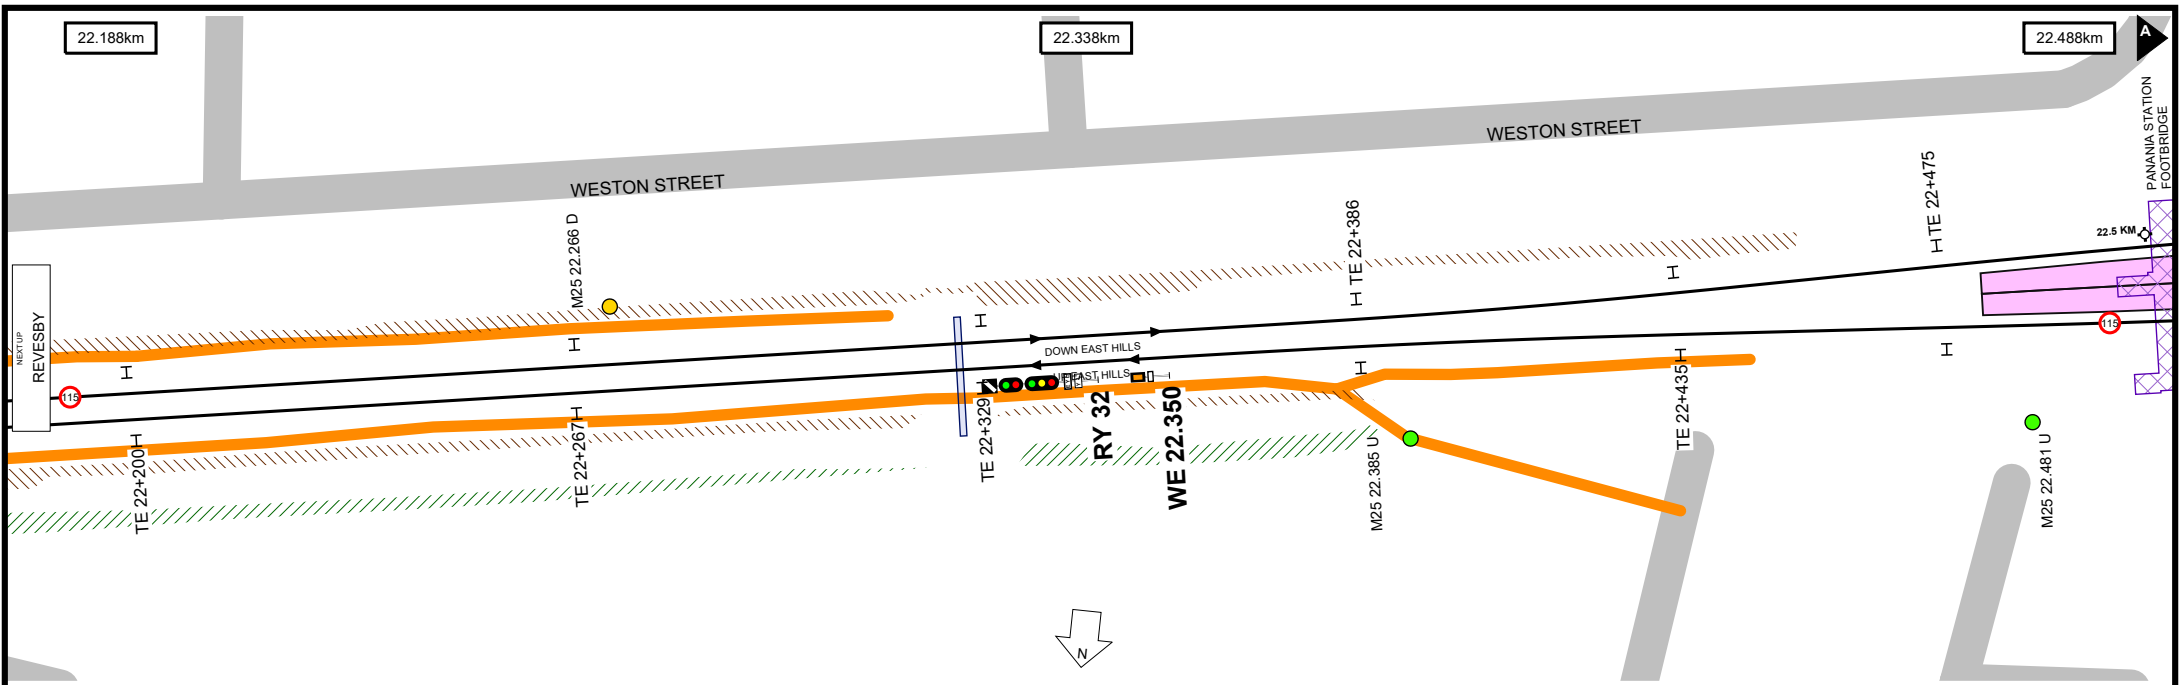 22.188km
22.338km
22.488km
A
WESTON STREET
WESTON STREET
PANANIA STATION
FOOTBRIDGE
TE 22+475
22.5 KM
M25 22.266 D
TE 22+386
NEXT UP
REVESBY
115
115
DOWN EAST HILLS
UP EAST HILLS
TE 22+200
TE 22+267
TE 22+329
RY 32
WE 22.350
M25 22.385 U
TE 22+435
M25 22.481 U
N